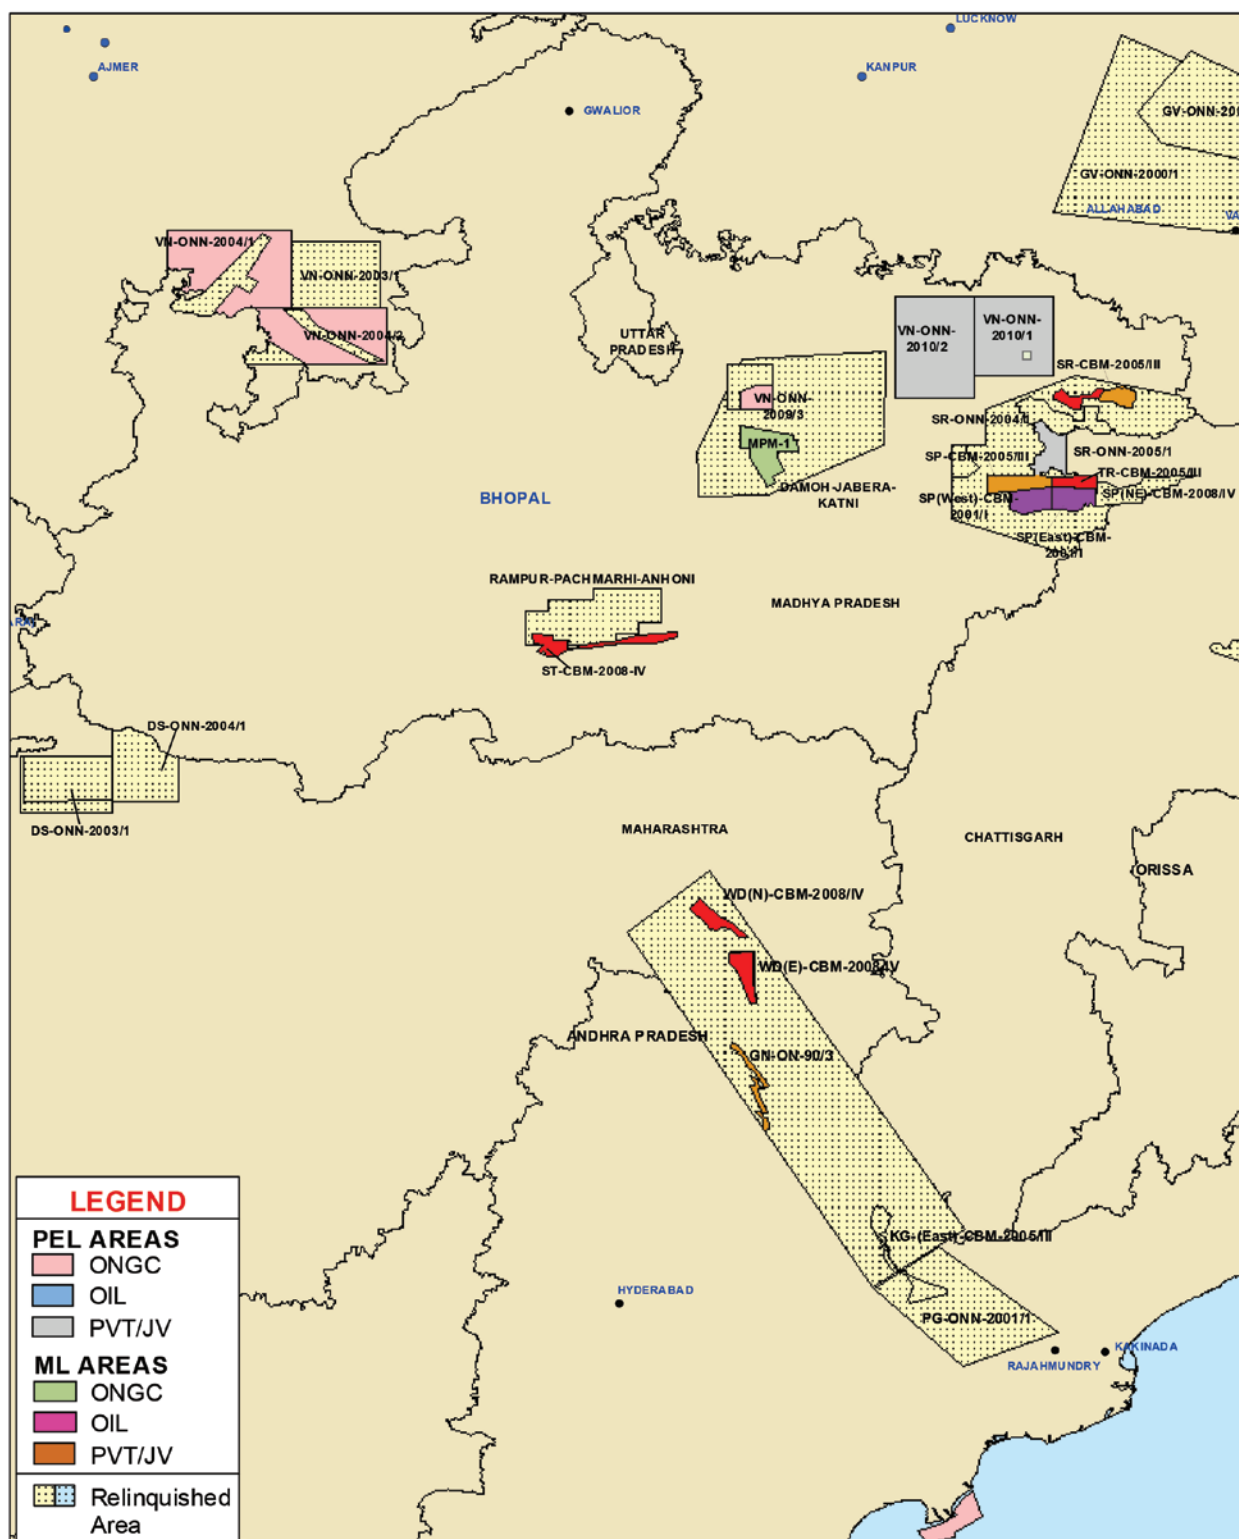 LUCKNOW
AJMER
KANPUR
GWALIOR
GV-ONN-20
GV-ONN-2000/1
ALLAHABAD
VA
VN-ONN-2004/1
VN-ONN-2003/1
VN-ONN-2004/2
UTTAR
PRADESH
VN-ONN-
2010/2
VN-ONN-
2010/1
SR-CBM-2005/III
VN-ONN-
2009/3
MPM-1
SR-ONN-2004/1
SR-ONN-2005/1
SP-CBM-2005/III
TR-CBM-2005/III
SP(West)-CBM-
2001/I
SP(NE)-CBM-2008/IV
SP(East)-CBM-
2001/I
DAMOH-JABERA-
KATNI
BHOPAL
RAMPUR-PACHMARHI-ANHONI
MADHYA PRADESH
ST-CBM-2008-IV
DS-ONN-2004/1
DS-ONN-2003/1
MAHARASHTRA
CHATTISGARH
ORISSA
WD(N)-CBM-2008/IV
WD(E)-CBM-2008/IV
ANDHRA PRADESH
GN-ON-90/3
KG-(East)-CBM-2005/III
HYDERABAD
PG-ONN-2001/1
RAJAHMUNDRY
KAKINADA
LEGEND
PEL AREAS
ONGC
OIL
PVT/JV
ML AREAS
ONGC
OIL
PVT/JV
Relinquished
Area